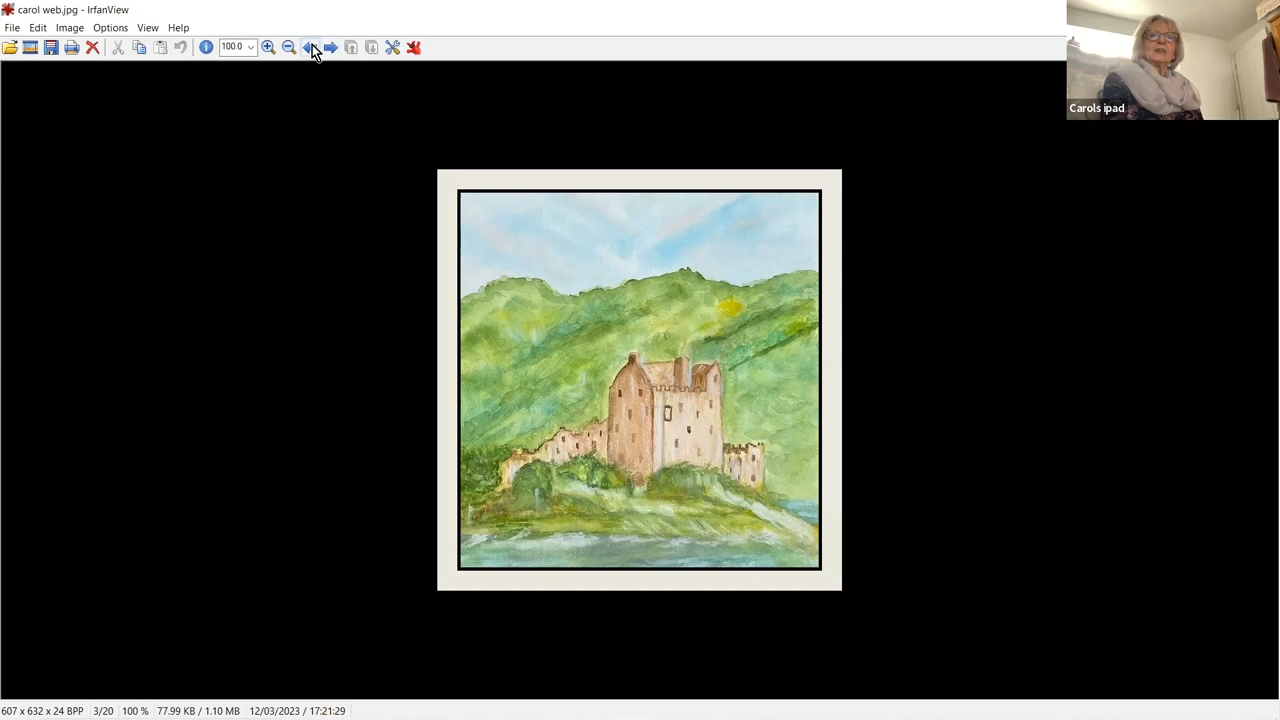 carol web.jpg - IrfanView
File Edit Image Options View Help
100.0
Carols ipad
607 x 632 x 24 BPP 3/20 100 % 77.99 KB / 1.10 MB 12/03/2023 / 17:21:29